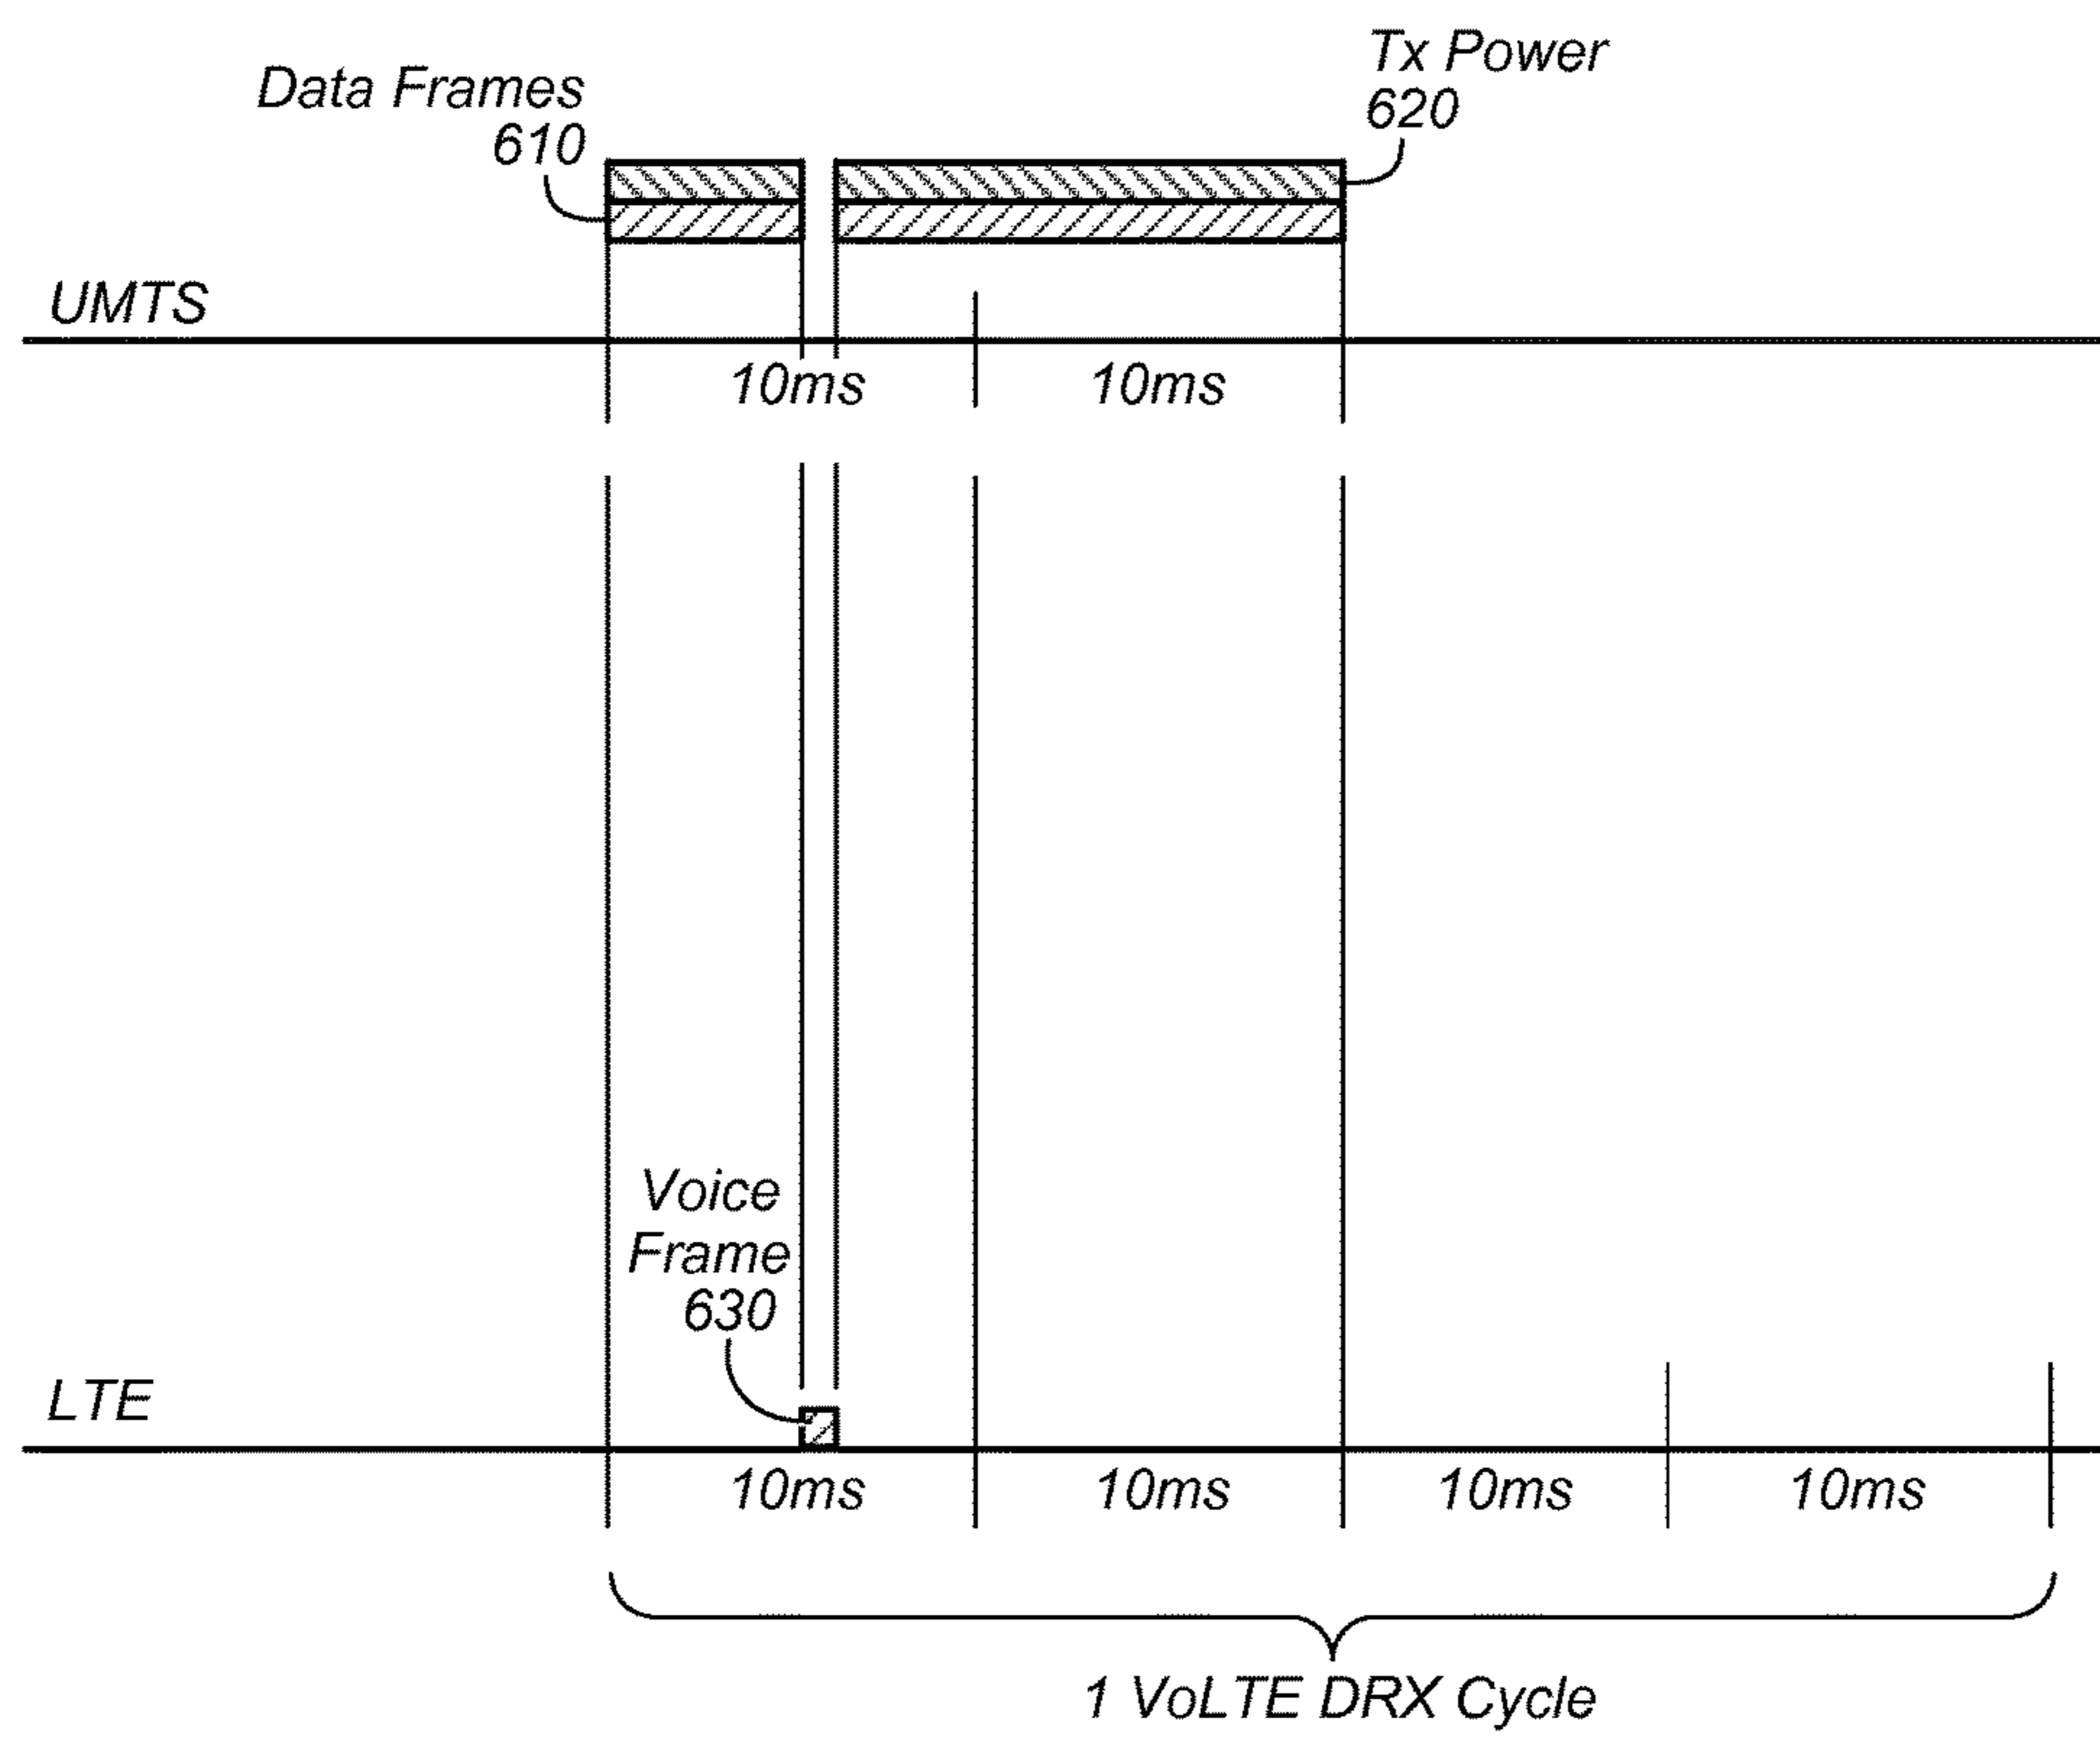 Tx Power
620
Data Frames
610
UMTS
10ms 10ms
Voice
Frame
630
LTE
10ms 10ms 10ms 10ms
1 VoLTE DRX Cycle